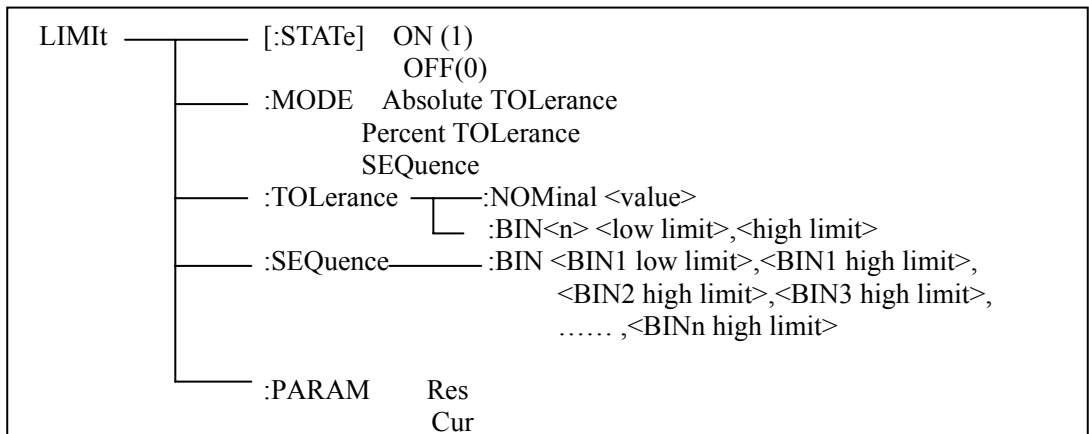 LIMIt [:STATe] ON (1)
OFF(0)
:MODE Absolute TOLerance
Percent TOLerance
SEQuence
:TOLerance :NOMinal <value>
:BIN<n> <low limit>,<high limit>
:SEQuence :BIN <BIN1 low limit>,<BIN1 high limit>,
<BIN2 high limit>,<BIN3 high limit>,
…… ,<BINn high limit>
:PARAM Res
Cur